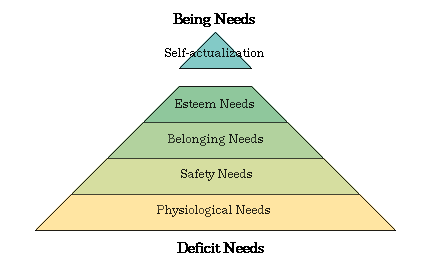 Being Needs
Self-actualization
Esteem Needs
Belonging Needs
Safety Needs
Physiological Needs
Deficit Needs